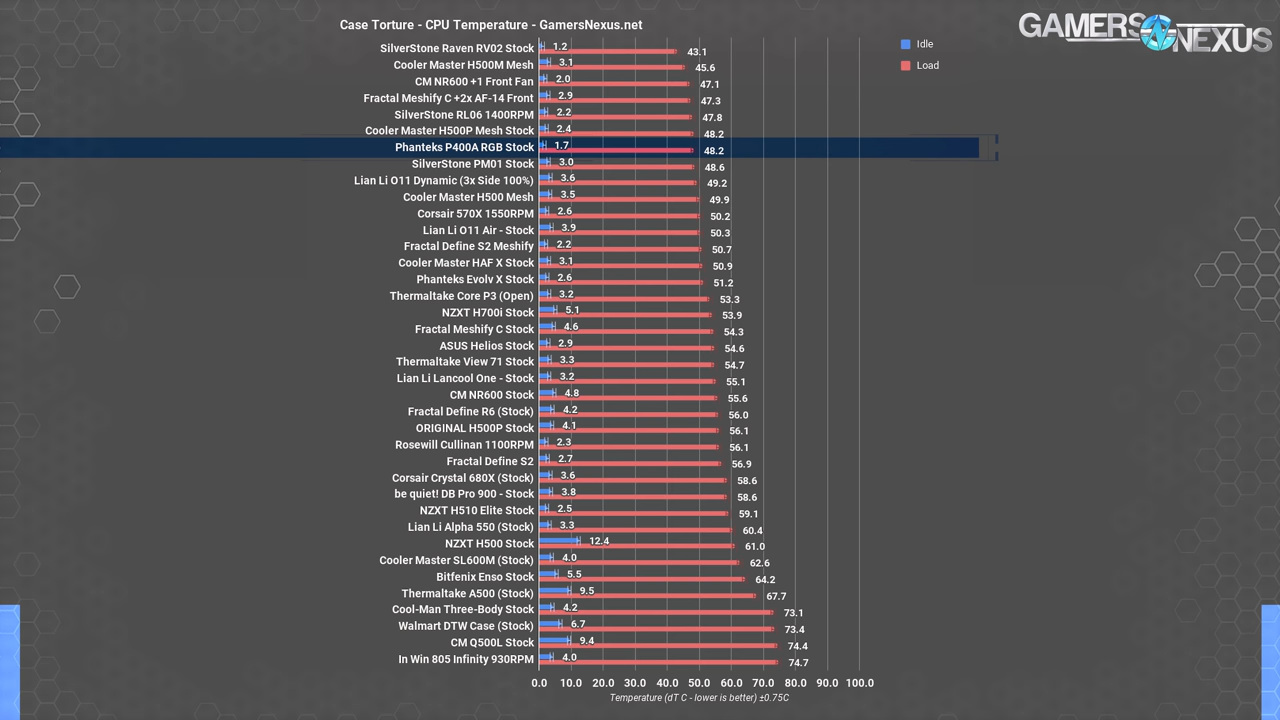 Case Torture - CPU Temperature - GamersNexus.net
GAMERS NEXUS
Idle
Load
SilverStone Raven RV02 Stock 1.2 43.1
Cooler Master H500M Mesh 3.1 45.6
CM NR600 +1 Front Fan 2.0 47.1
Fractal Meshify C +2x AF-14 Front 2.9 47.3
SilverStone RL06 1400RPM 2.2 47.8
Cooler Master H500P Mesh Stock 2.4 48.2
Phanteks P400A RGB Stock 1.7 48.2
SilverStone PM01 Stock 3.0 48.6
Lian Li O11 Dynamic (3x Side 100%) 3.6 49.2
Cooler Master H500 Mesh 3.5 49.9
Corsair 570X 1550RPM 2.6 50.2
Lian Li O11 Air - Stock 3.9 50.3
Fractal Define S2 Meshify 2.2 50.7
Cooler Master HAF X Stock 3.1 50.9
Phanteks Evolv X Stock 2.6 51.2
Thermaltake Core P3 (Open) 3.2 53.3
NZXT H700i Stock 5.1 53.9
Fractal Meshify C Stock 4.6 54.3
ASUS Helios Stock 2.9 54.6
Thermaltake View 71 Stock 3.3 54.7
Lian Li Lancool One - Stock 3.2 55.1
CM NR600 Stock 4.8 55.6
Fractal Define R6 (Stock) 4.2 56.0
ORIGINAL H500P Stock 4.1 56.1
Rosewill Cullinan 1100RPM 2.3 56.1
Fractal Define S2 2.7 56.9
Corsair Crystal 680X (Stock) 3.6 58.6
be quiet! DB Pro 900 - Stock 3.8 58.6
NZXT H510 Elite Stock 2.5 59.1
Lian Li Alpha 550 (Stock) 3.3 60.4
NZXT H500 Stock 12.4 61.0
Cooler Master SL600M (Stock) 4.0 62.6
Bitfenix Enso Stock 5.5 64.2
Thermaltake A500 (Stock) 9.5 67.7
Cool-Man Three-Body Stock 4.2 73.1
Walmart DTW Case (Stock) 6.7 73.4
CM Q500L Stock 9.4 74.4
In Win 805 Infinity 930RPM 4.0 74.7
0.0 10.0 20.0 30.0 40.0 50.0 60.0 70.0 80.0 90.0 100.0
Temperature (dT C - lower is better) ±0.75C